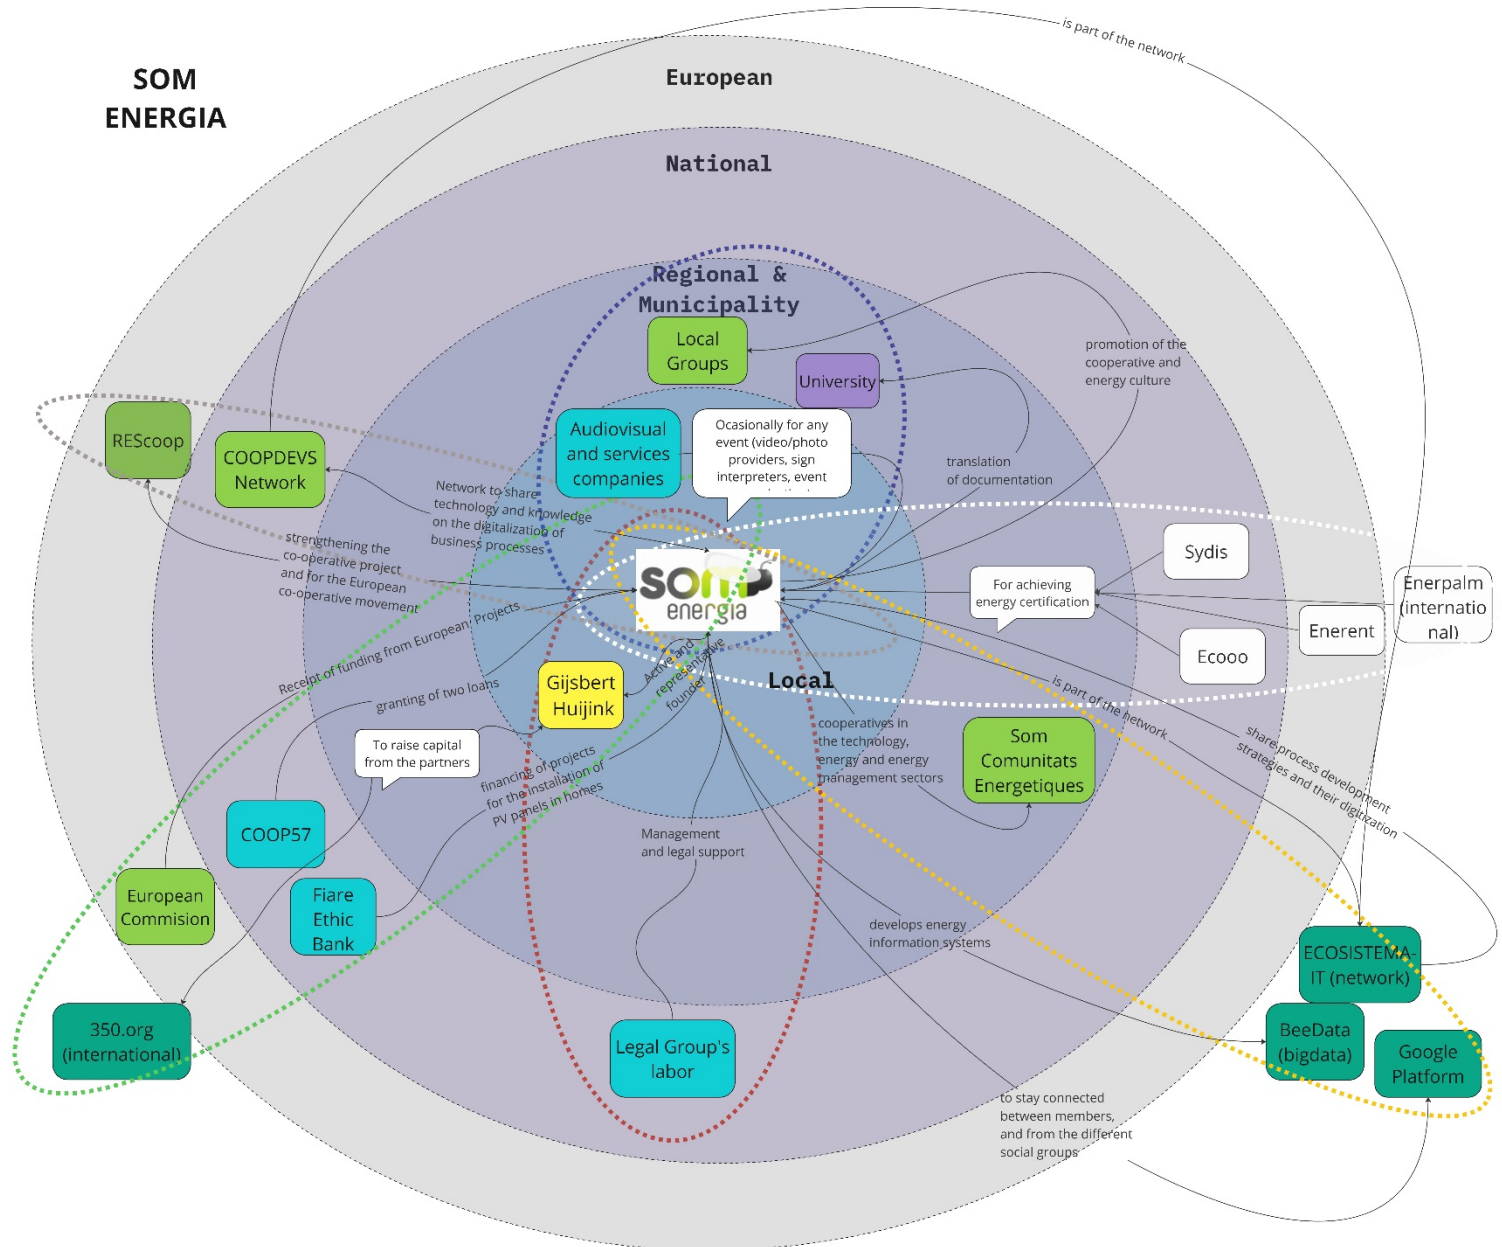 SOM
ENERGIA
European
National
Regional &
Municipality
Local
is part of the network
Local
Groups
University
promotion of the
cooperative and
energy culture
Audiovisual
and services
companies
Ocasionally for any
event (video/photo
providers, sign
interpreters, event
translation
of documentation
REScoop
COOPDEVS
Network
Network to share
technology and knowledge
on the digitalization of
business processes
strengthening the
co-operative project
and for the European
co-operative movement
som
energia
For achieving
energy certification
Sydis
Enerpalm
(internatio
nal)
Enerent
Ecooo
Receipt of funding from European Projects
granting of two loans
Gijsbert
Huijink
Active and
representative
founder
To raise capital
from the partners
financing of projects
for the installation of
PV panels in homes
cooperatives in
the technology,
energy and energy
management sectors
is part of the network
share process development
strategies and their digitization
Som
Comunitats
Energetiques
COOP57
European
Commision
Fiare
Ethic
Bank
Management
and legal support
develops energy
information systems
350.org
(international)
Legal Group's
labor
ECOSISTEMA-
IT (network)
BeeData
(bigdata)
Google
Platform
to stay connected
between members,
and from the different
social groups